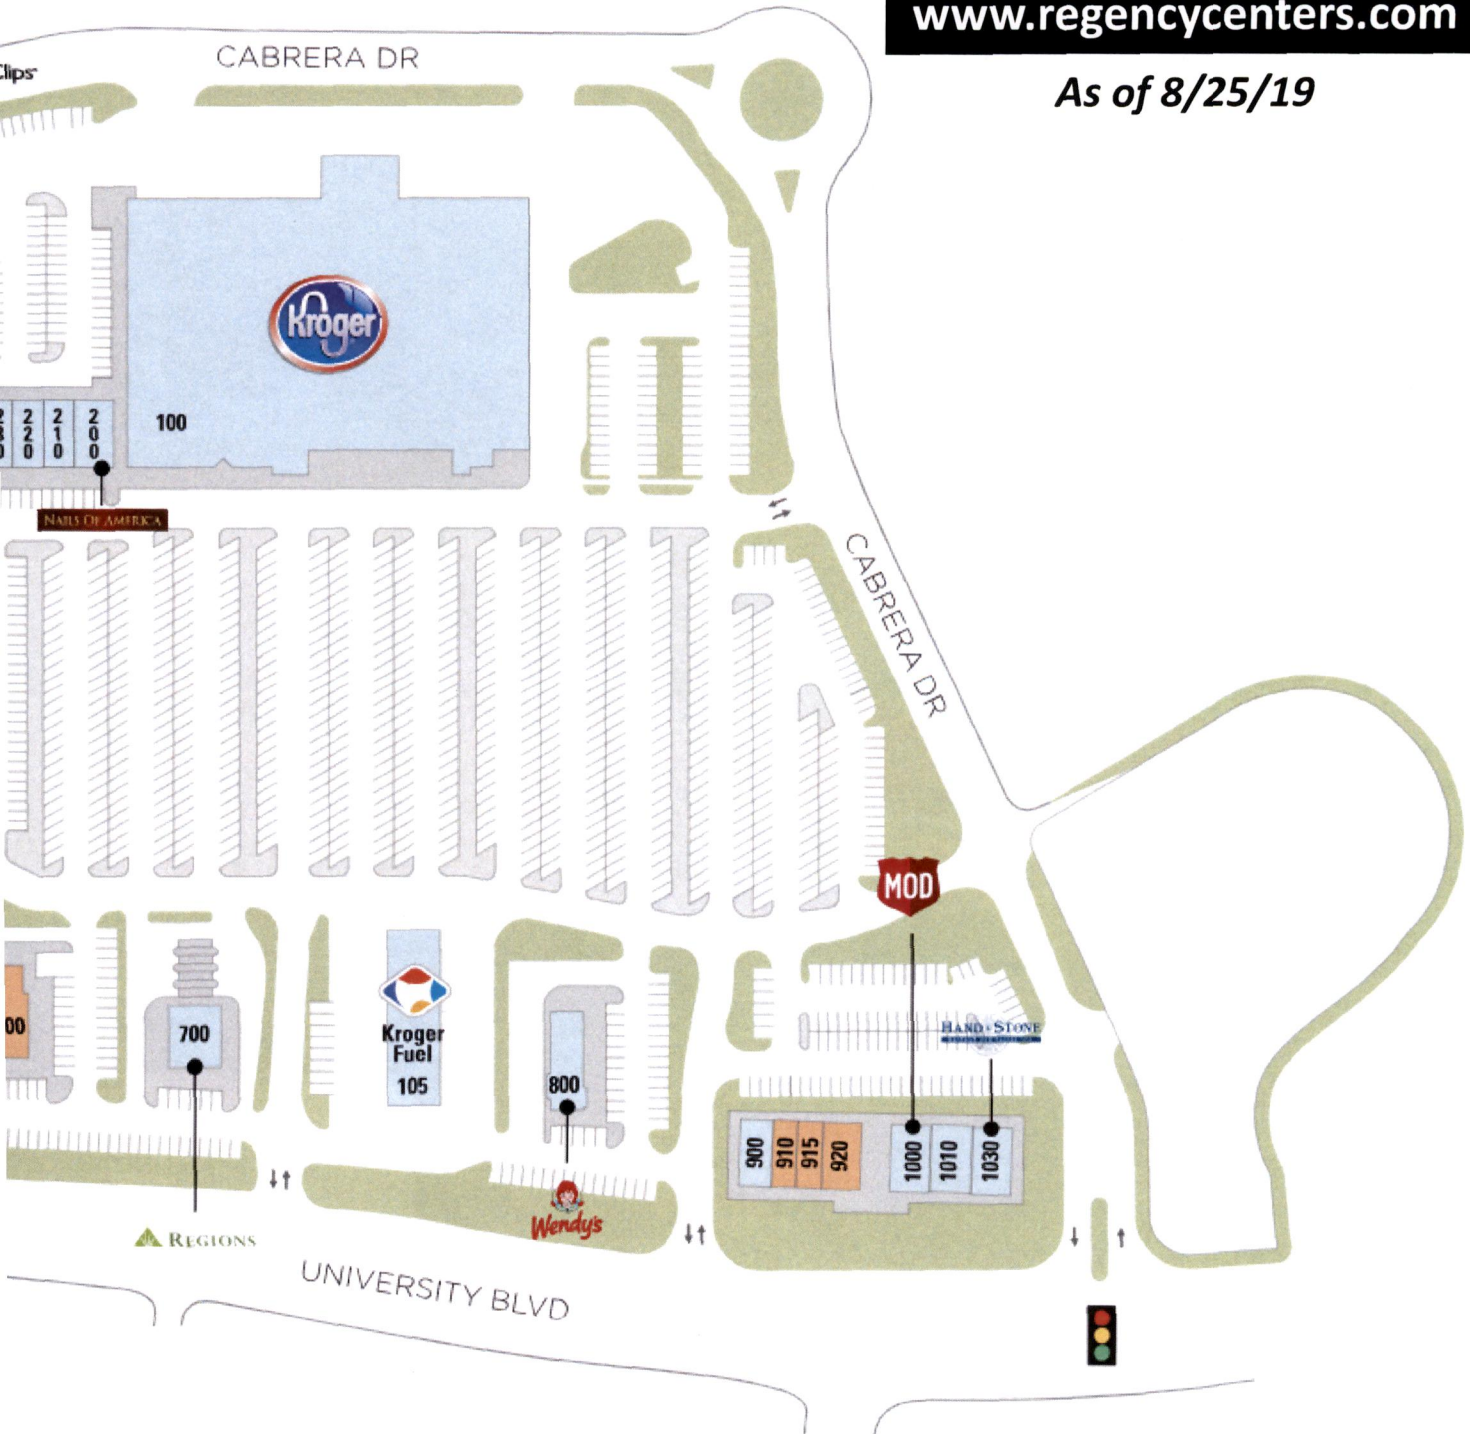 www.regencycenters.com
As of 8/25/19
CABRERA DR
Clips
Kroger
100
220
210
200
NAILS OF AMERICA
CABRERA DR
MOD
00
700
Kroger
Fuel
105
800
HAND & STONE
900
910
915
920
1000
1010
1030
REGIONS
Wendy's
UNIVERSITY BLVD